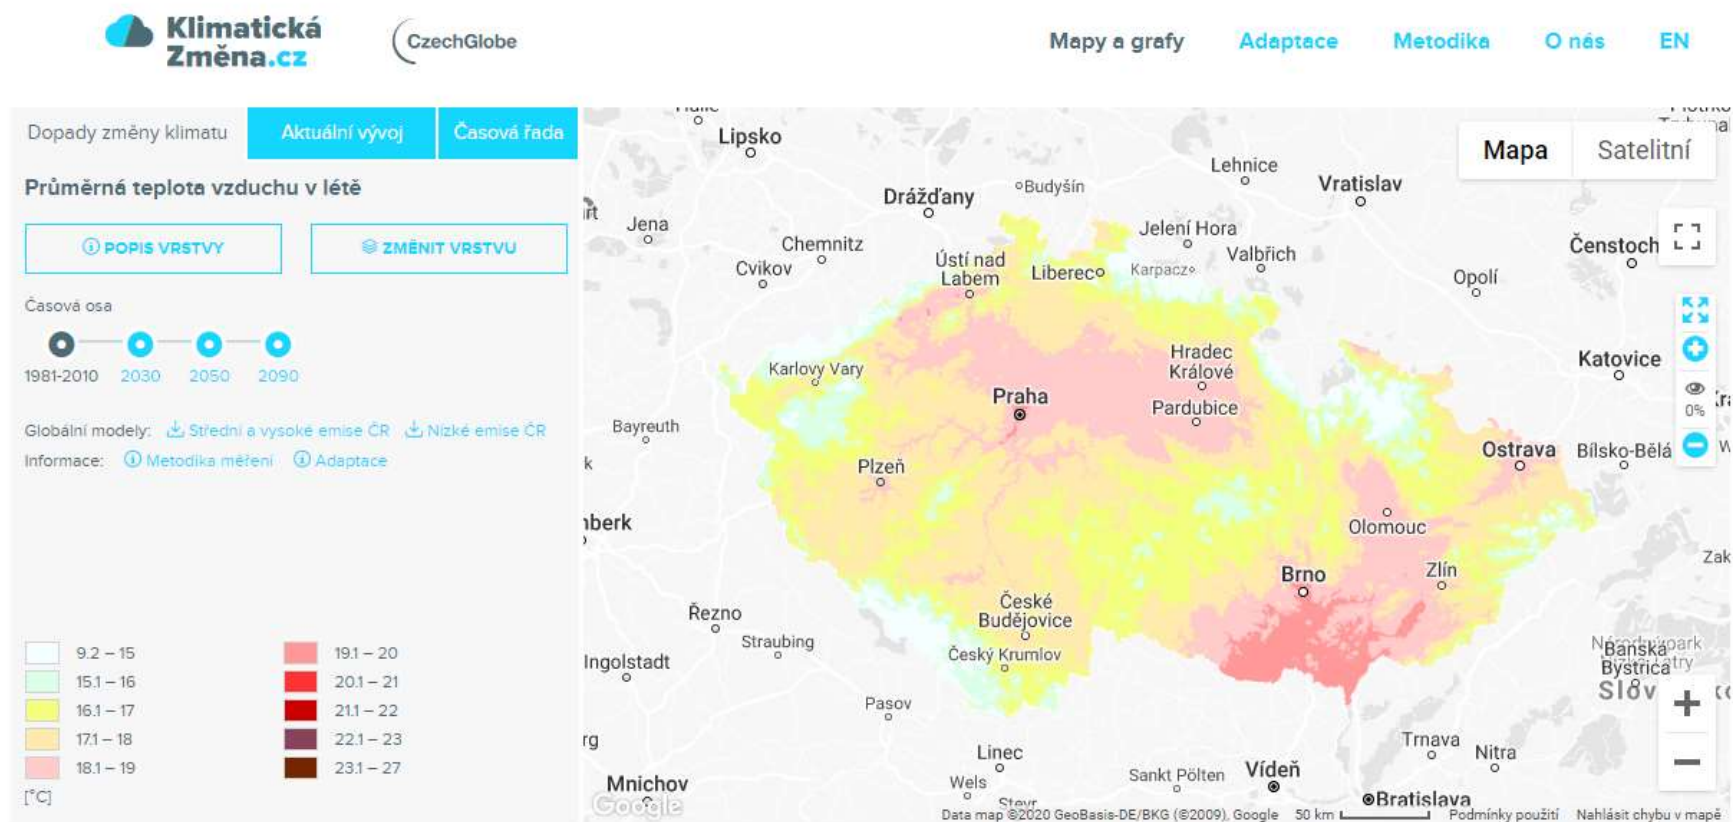 Klimatická
Změna.cz
CzechGlobe
Mapy a grafy
Adaptace
Metodika
O nás
EN
Dopady změny klimatu
Aktuální vývoj
Časová řada
Průměrná teplota vzduchu v létě
POPIS VRSTVY
ZMĚNIT VRSTVU
Časová osa
1981-2010
2030
2050
2090
Globální modely: Střední a vysoké emise ČR Nízké emise ČR
Informace: Metodika měření Adaptace
9.2 – 15
15.1 – 16
16.1 – 17
17.1 – 18
18.1 – 19
[°C]
19.1 – 20
20.1 – 21
21.1 – 22
22.1 – 23
23.1 – 27
Mapa
Satelitní
Lipsko
Lehnice
Vratislav
Drážďany
Budyšín
Jena
Chemnitz
Cvikov
Ústí nad
Labem
Liberec
Jelení Hora
Karpacz
Valbřich
Opolí
Čenstoch
Katovice
0%
Karlovy Vary
Hradec
Králové
Praha
Pardubice
Bayreuth
k
Plzeň
Ostrava
Bílsko-Bělá
nberk
Olomouc
Brno
Zlín
Zak
Řezno
Straubing
České
Budějovice
Český Krumlov
Ingolstadt
Pasov
Banská
Bystrica
rg
Linec
Wels
Steyr
Sankt Pölten
Vídeň
Trnava
Nitra
Mnichov
Bratislava
Google
Data map ©2020 GeoBasis-DE/BKG (©2009), Google 50 km Podmínky použití Nahlásit chybu v mapě